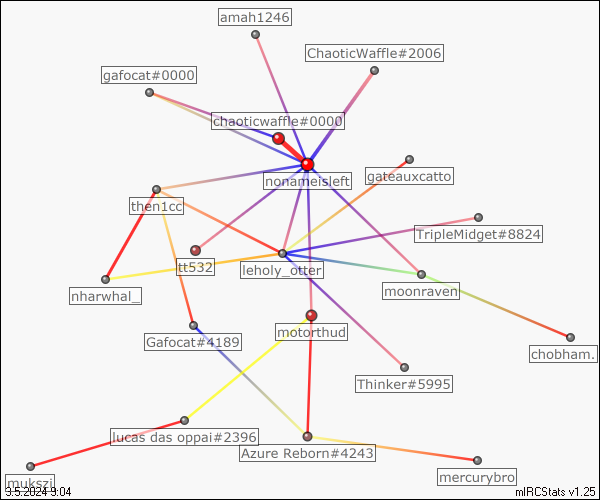 amah1246
ChaoticWaffle#2006
gafocat#0000
chaoticwaffle#0000
nonameisleft
gateauxcatto
then1cc
TripleMidget#8824
tt532
leholy_otter
nharwhal_
moonraven
motorthud
Gafocat#4189
chobham.
Thinker#5995
lucas das oppai#2396
Azure Reborn#4243
mukszi
mercurybro
3.5.2024 9:04
mIRCStats v1.25